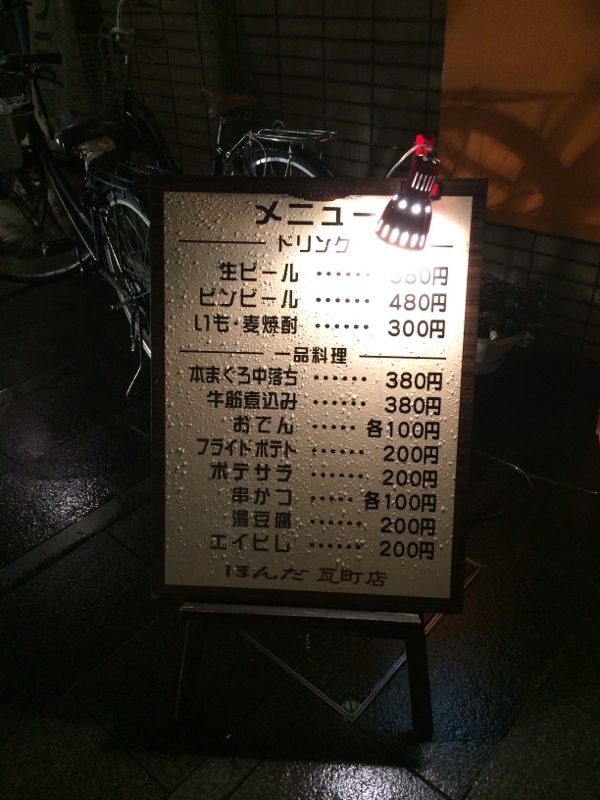 メニュー
ドリンク
生ビール ・・・・・・ 380円
ビンビール ・・・・・・ 480円
いも・麦焼酎 ・・・・・・ 300円
一品料理
本まぐろ中落ち ・・・・・・ 380円
牛筋煮込み ・・・・・・ 380円
おでん ・・・・・ 各100円
フライドポテト ・・・・・・ 200円
ポテサラ ・・・・・・ 200円
串かつ ・・・・・ 各100円
湯豆腐 ・・・・・・ 200円
エイヒレ ・・・・・・ 200円
ほんだ 瓦町店